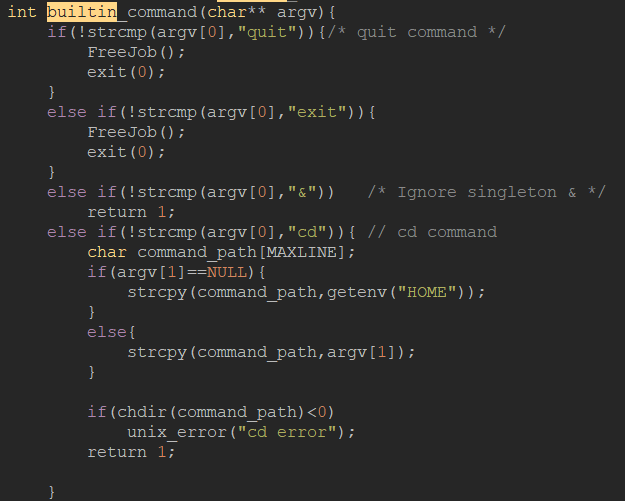 int builtin_command(char** argv){
    if(!strcmp(argv[0],"quit")){/* quit command */
        FreeJob();
        exit(0);
    }
    else if(!strcmp(argv[0],"exit")){
        FreeJob();
        exit(0);
    }
    else if(!strcmp(argv[0],"&"))   /* Ignore singleton & */
        return 1;
    else if(!strcmp(argv[0],"cd")){ // cd command
        char command_path[MAXLINE];
        if(argv[1]==NULL){
            strcpy(command_path,getenv("HOME"));
        }
        else{
            strcpy(command_path,argv[1]);
        }

        if(chdir(command_path)<0)
            unix_error("cd error");
        return 1;

    }